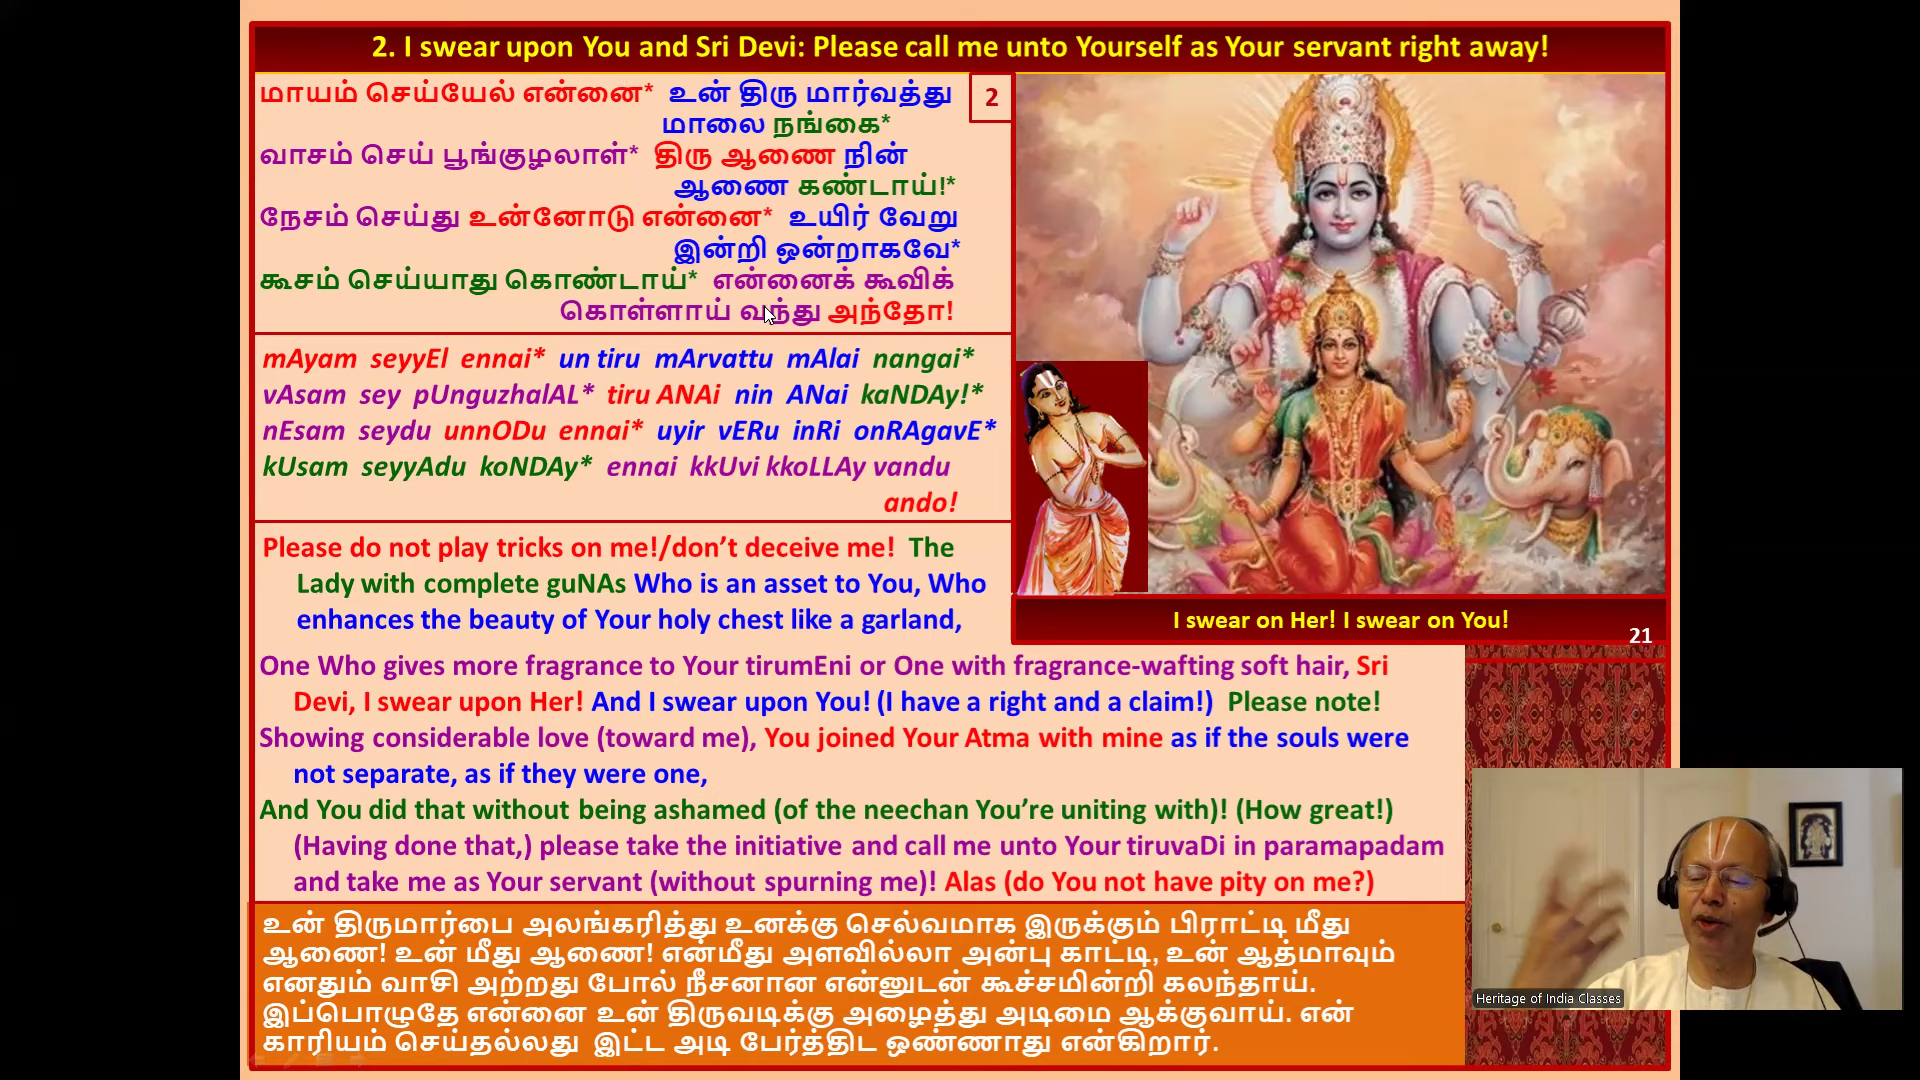 2. I swear upon You and Sri Devi: Please call me unto Yourself as Your servant right away!
மாயம் செய்யேல் என்னை* உன் திரு மார்வத்து
மாலை நங்கை*
வாசம் செய் பூங்குழலாள்* திரு ஆணை நின்
ஆணை கண்டாய்!*
நேசம் செய்து உன்னோடு என்னை* உயிர் வேறு
இன்றி ஒன்றாகவே*
கூசம் செய்யாது கொண்டாய்* என்னைக் கூவிக்
கொள்ளாய் வந்து அந்தோ!
2
mAyam seyyEl ennai* un tiru mArvattu mAlai nangai*
vAsam sey pUnguzhalAL* tiru ANAi nin ANai kaNDAy!*
nEsam seydu unnODu ennai* uyir vERu inRi onRAgavE*
kUsam seyyAdu koNDAy* ennai kkUvi kkoLLAy vandu
ando!
Please do not play tricks on me!/don’t deceive me! The
Lady with complete guNAs Who is an asset to You, Who
enhances the beauty of Your holy chest like a garland,
One Who gives more fragrance to Your tirumEni or One with fragrance-wafting soft hair, Sri
Devi, I swear upon Her! And I swear upon You! (I have a right and a claim!) Please note!
Showing considerable love (toward me), You joined Your Atma with mine as if the souls were
not separate, as if they were one,
And You did that without being ashamed (of the neechan You’re uniting with)! (How great!)
(Having done that,) please take the initiative and call me unto Your tiruvaDi in paramapadam
and take me as Your servant (without spurning me)! Alas (do You not have pity on me?)
உன் திருமார்பை அலங்கரித்து உனக்கு செல்வமாக இருக்கும் பிராட்டி மீது
ஆணை! உன் மீது ஆணை! என்மீது அளவில்லா அன்பு காட்டி, உன் ஆத்மாவும்
எனதும் வாசி அற்றது போல் நீசனான என்னுடன் கூச்சமின்றி கலந்தாய்.
இப்பொழுதே என்னை உன் திருவடிக்கு அழைத்து அடிமை ஆக்குவாய். என்
காரியம் செய்தல்லது இட்ட அடி பேர்த்திட ஒண்ணாது என்கிறார்.
I swear on Her! I swear on You!
21
Heritage of India Classes